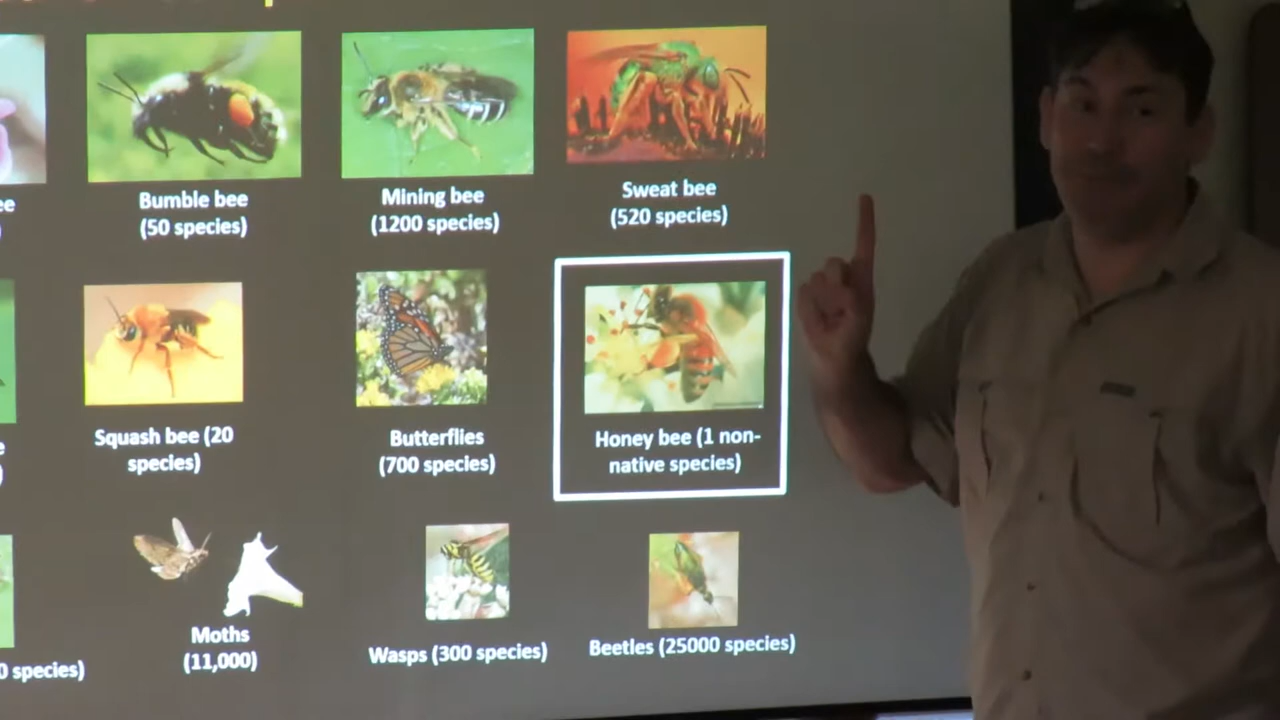 Bumble bee
(50 species)
Mining bee
(1200 species)
Sweat bee
(520 species)
Squash bee (20
species)
Butterflies
(700 species)
Honey bee (1 non-
native species)
species)
Moths
(11,000)
Wasps (300 species)
Beetles (25000 species)